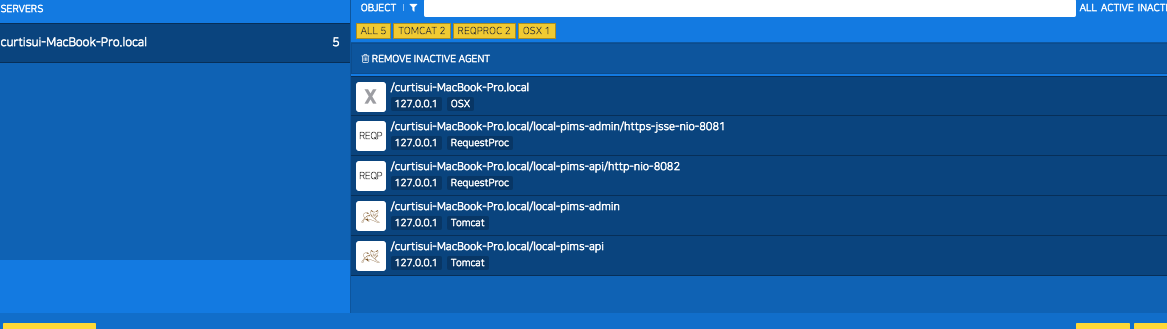 SERVERS
curtisui-MacBook-Pro.local 5
OBJECT
ALL ACTIVE
ALL 5 TOMCAT 2 REQPROC 2 OSX 1
REMOVE INACTIVE AGENT
X
/curtisui-MacBook-Pro.local
127.0.0.1 OSX
REQP
/curtisui-MacBook-Pro.local/local-pims-admin/https-jsse-nio-8081
127.0.0.1 RequestProc
REQP
/curtisui-MacBook-Pro.local/local-pims-api/http-nio-8082
127.0.0.1 RequestProc
/curtisui-MacBook-Pro.local/local-pims-admin
127.0.0.1 Tomcat
/curtisui-MacBook-Pro.local/local-pims-api
127.0.0.1 Tomcat